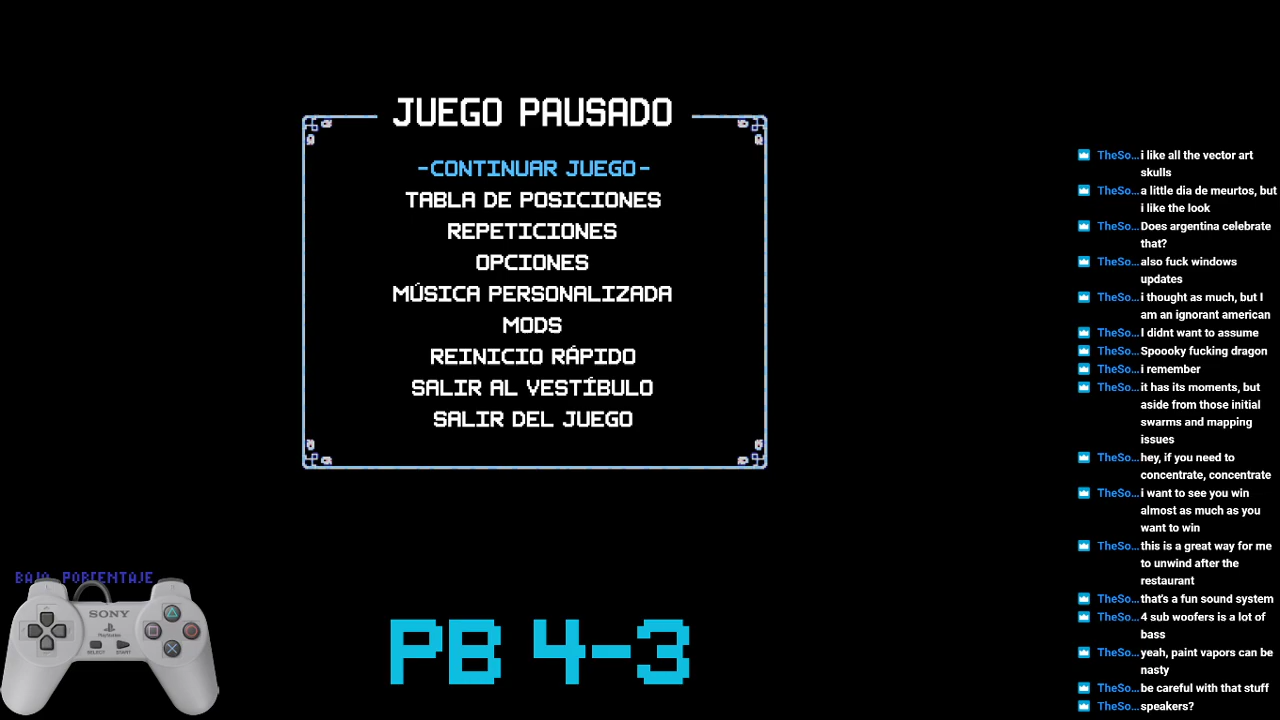 JUEGO PAUSADO
-CONTINUAR JUEGO-
TABLA DE POSICIONES
REPETICIONES
OPCIONES
MÚSICA PERSONALIZADA
MODS
REINICIO RÁPIDO
SALIR AL VESTÍBULO
SALIR DEL JUEGO
BAJO PORCENTAJE
SONY
PlayStation
SELECT
START
PB 4-3
TheSo... i like all the vector art
skulls
TheSo... a little dia de meurtos, but
i like the look
TheSo... Does argentina celebrate
that?
TheSo... also fuck windows
updates
TheSo... i thought as much, but I
am an ignorant american
TheSo... I didnt want to assume
TheSo... Spoooky fucking dragon
TheSo... i remember
TheSo... it has its moments, but
aside from those initial
swarms and mapping
issues
TheSo... hey, if you need to
concentrate, concentrate
TheSo... i want to see you win
almost as much as you
want to win
TheSo... this is a great way for me
to unwind after the
restaurant
TheSo... that's a fun sound system
TheSo... 4 sub woofers is a lot of
bass
TheSo... yeah, paint vapors can be
nasty
TheSo... be careful with that stuff
TheSo... speakers?